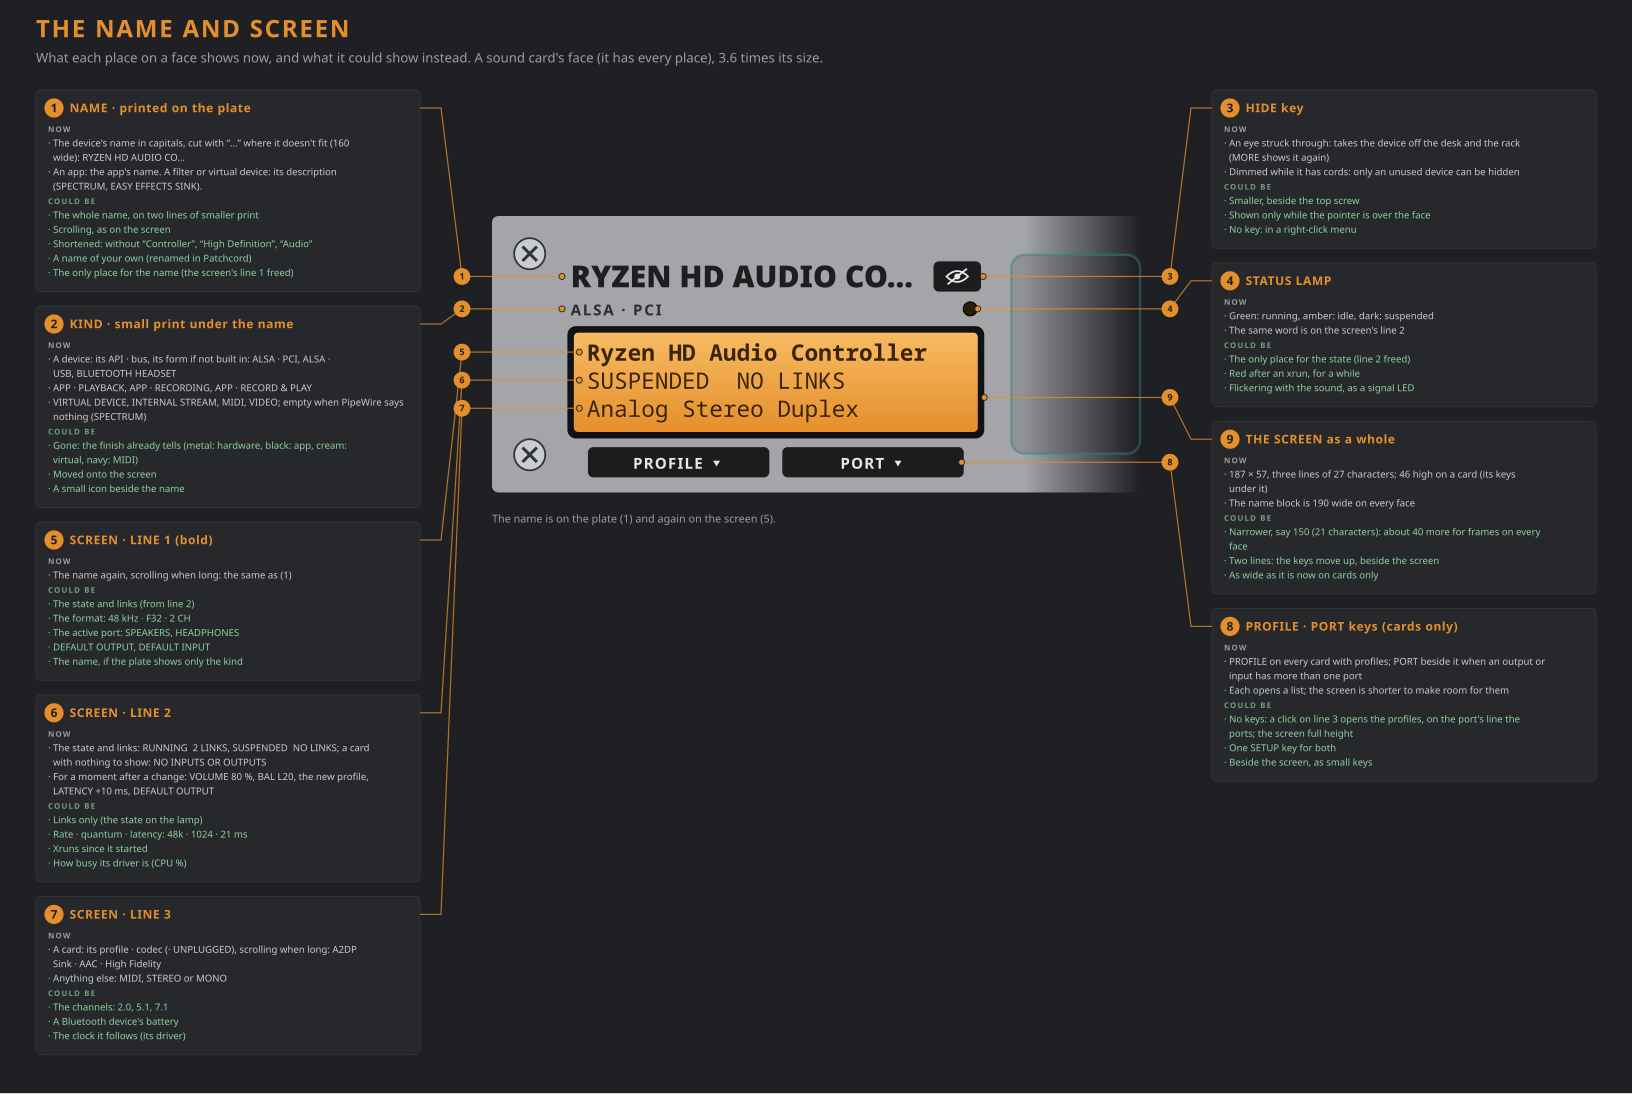 THE NAME AND SCREEN
What each place on a face shows now, and what it could show instead. A sound card's face (it has every place), 3.6 times its size.
1 NAME · printed on the plate
NOW
· The device's name in capitals, cut with “…” where it doesn't fit (160
wide): RYZEN HD AUDIO CO…
· An app: the app's name. A filter or virtual device: its description
(SPECTRUM, EASY EFFECTS SINK).
COULD BE
· The whole name, on two lines of smaller print
· Scrolling, as on the screen
· Shortened: without “Controller”, “High Definition”, “Audio”
· A name of your own (renamed in Patchcord)
· The only place for the name (the screen's line 1 freed)
2 KIND · small print under the name
NOW
· A device: its API · bus, its form if not built in: ALSA · PCI, ALSA ·
USB, BLUETOOTH HEADSET
· APP · PLAYBACK, APP · RECORDING, APP · RECORD & PLAY
· VIRTUAL DEVICE, INTERNAL STREAM, MIDI, VIDEO; empty when PipeWire says
nothing (SPECTRUM)
COULD BE
· Gone: the finish already tells (metal: hardware, black: app, cream:
virtual, navy: MIDI)
· Moved onto the screen
· A small icon beside the name
5 SCREEN · LINE 1 (bold)
NOW
· The name again, scrolling when long: the same as (1)
COULD BE
· The state and links (from line 2)
· The format: 48 kHz · F32 · 2 CH
· The active port: SPEAKERS, HEADPHONES
· DEFAULT OUTPUT, DEFAULT INPUT
· The name, if the plate shows only the kind
6 SCREEN · LINE 2
NOW
· The state and links: RUNNING  2 LINKS, SUSPENDED  NO LINKS; a card
with nothing to show: NO INPUTS OR OUTPUTS
· For a moment after a change: VOLUME 80 %, BAL L20, the new profile,
LATENCY +10 ms, DEFAULT OUTPUT
COULD BE
· Links only (the state on the lamp)
· Rate · quantum · latency: 48k · 1024 · 21 ms
· Xruns since it started
· How busy its driver is (CPU %)
7 SCREEN · LINE 3
NOW
· A card: its profile · codec (· UNPLUGGED), scrolling when long: A2DP
Sink · AAC · High Fidelity
· Anything else: MIDI, STEREO or MONO
COULD BE
· The channels: 2.0, 5.1, 7.1
· A Bluetooth device's battery
· The clock it follows (its driver)
1
2
5
6
7
RYZEN HD AUDIO CO…
ALSA · PCI
Ryzen HD Audio Controller
SUSPENDED  NO LINKS
Analog Stereo Duplex
PROFILE ▼
PORT ▼
The name is on the plate (1) and again on the screen (5).
3
4
9
8
3 HIDE key
NOW
· An eye struck through: takes the device off the desk and the rack
(MORE shows it again)
· Dimmed while it has cords: only an unused device can be hidden
COULD BE
· Smaller, beside the top screw
· Shown only while the pointer is over the face
· No key: in a right-click menu
4 STATUS LAMP
NOW
· Green: running, amber: idle, dark: suspended
· The same word is on the screen's line 2
COULD BE
· The only place for the state (line 2 freed)
· Red after an xrun, for a while
· Flickering with the sound, as a signal LED
9 THE SCREEN as a whole
NOW
· 187 × 57, three lines of 27 characters; 46 high on a card (its keys
under it)
· The name block is 190 wide on every face
COULD BE
· Narrower, say 150 (21 characters): about 40 more for frames on every
face
· Two lines: the keys move up, beside the screen
· As wide as it is now on cards only
8 PROFILE · PORT keys (cards only)
NOW
· PROFILE on every card with profiles; PORT beside it when an output or
input has more than one port
· Each opens a list; the screen is shorter to make room for them
COULD BE
· No keys: a click on line 3 opens the profiles, on the port's line the
ports; the screen full height
· One SETUP key for both
· Beside the screen, as small keys